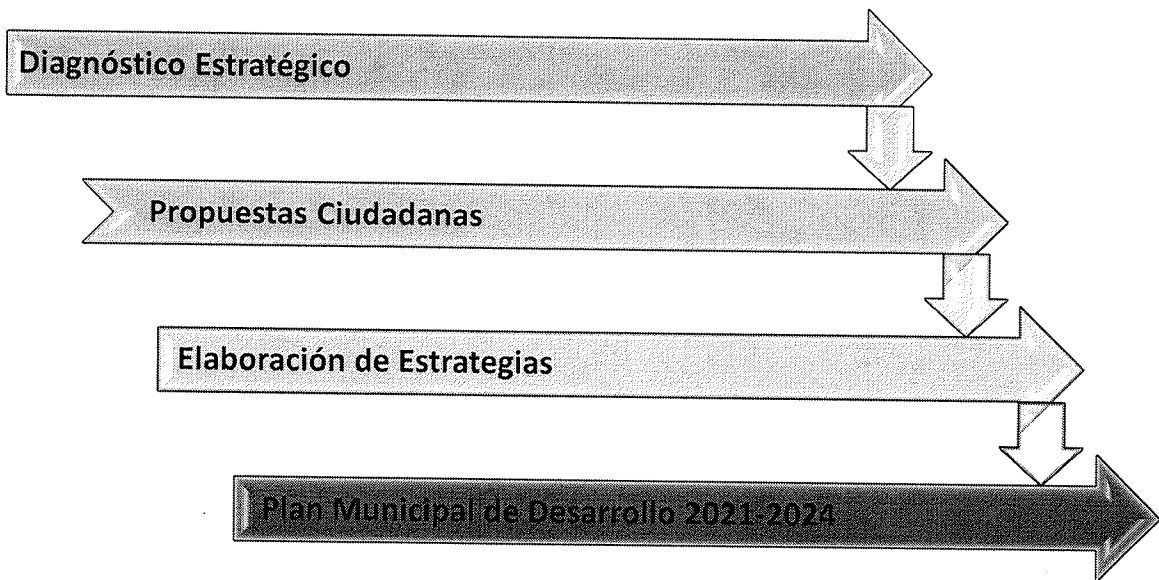 Diagnóstico Estratégico
Propuestas Ciudadanas
Elaboración de Estrategias
Plan Municipal de Desarrollo 2021-2024